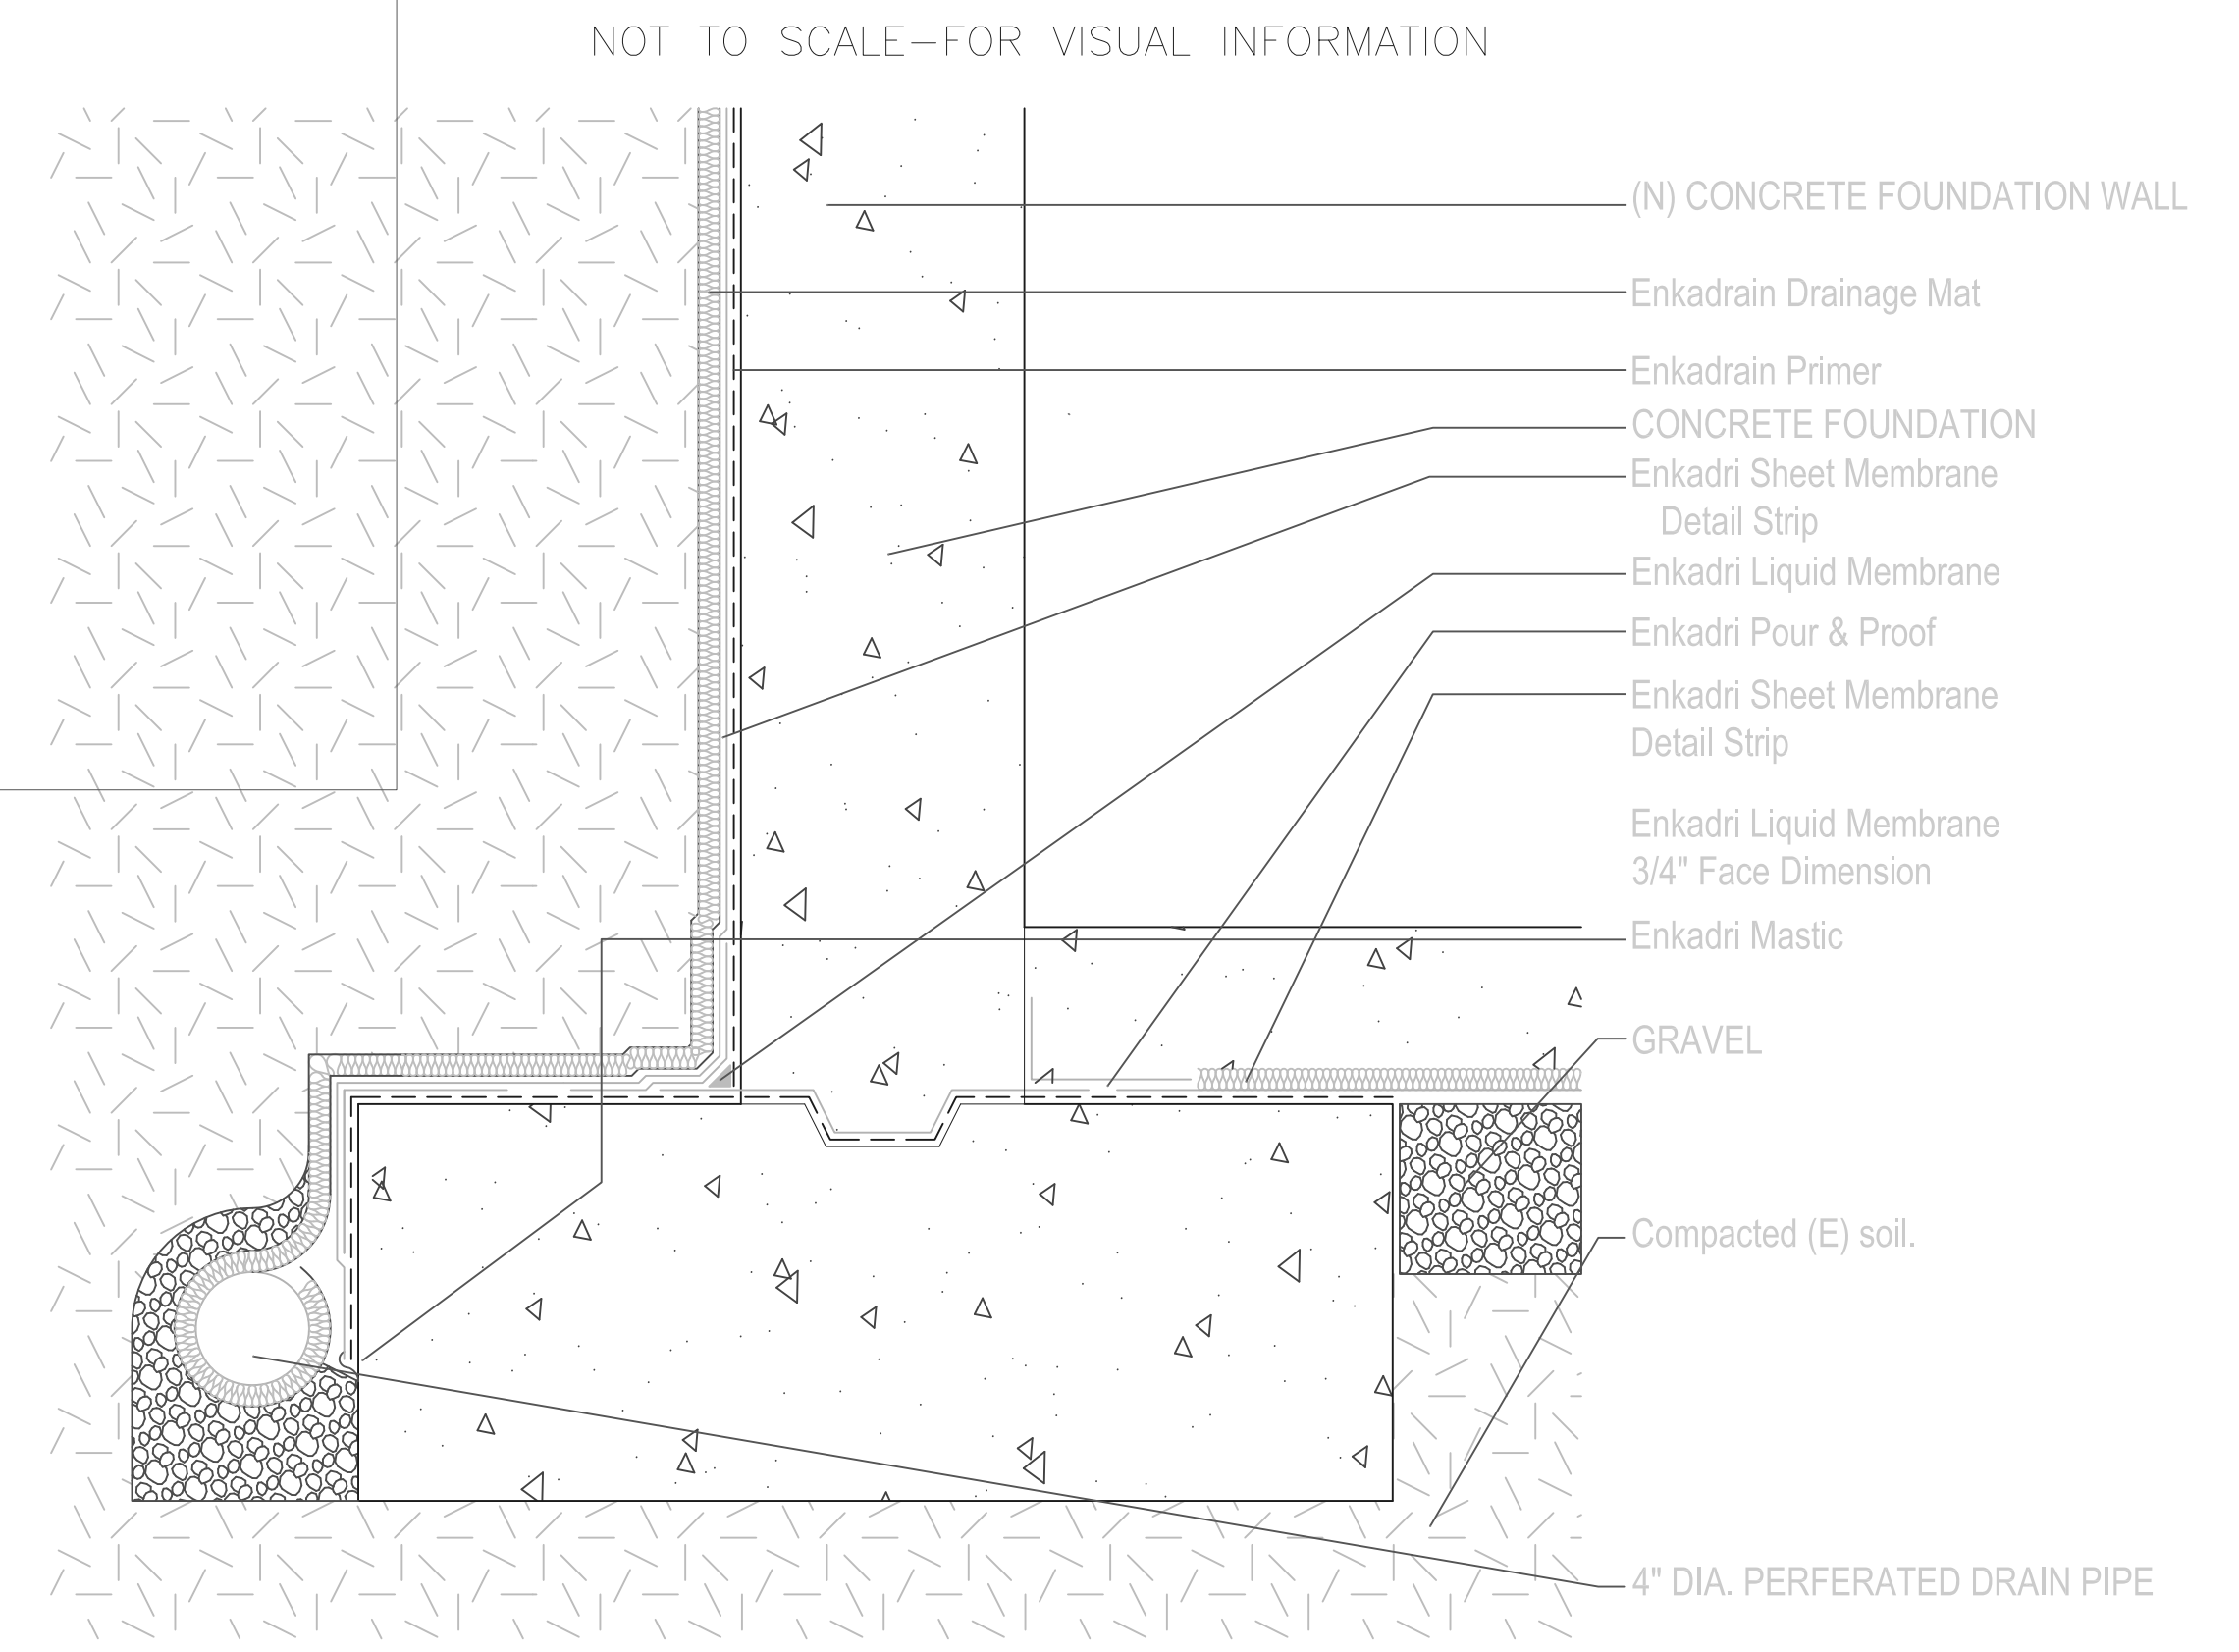 NOT TO SCALE-FOR VISUAL INFORMATION
(N) CONCRETE FOUNDATION WALL
Enkadrain Drainage Mat
Enkadrain Primer
CONCRETE FOUNDATION
Enkadri Sheet Membrane
Detail Strip
Enkadri Liquid Membrane
Enkadri Pour & Proof
Enkadri Sheet Membrane
Detail Strip
Enkadri Liquid Membrane
3/4" Face Dimension
Enkadri Mastic
GRAVEL
Compacted (E) soil.
4" DIA. PERFERATED DRAIN PIPE